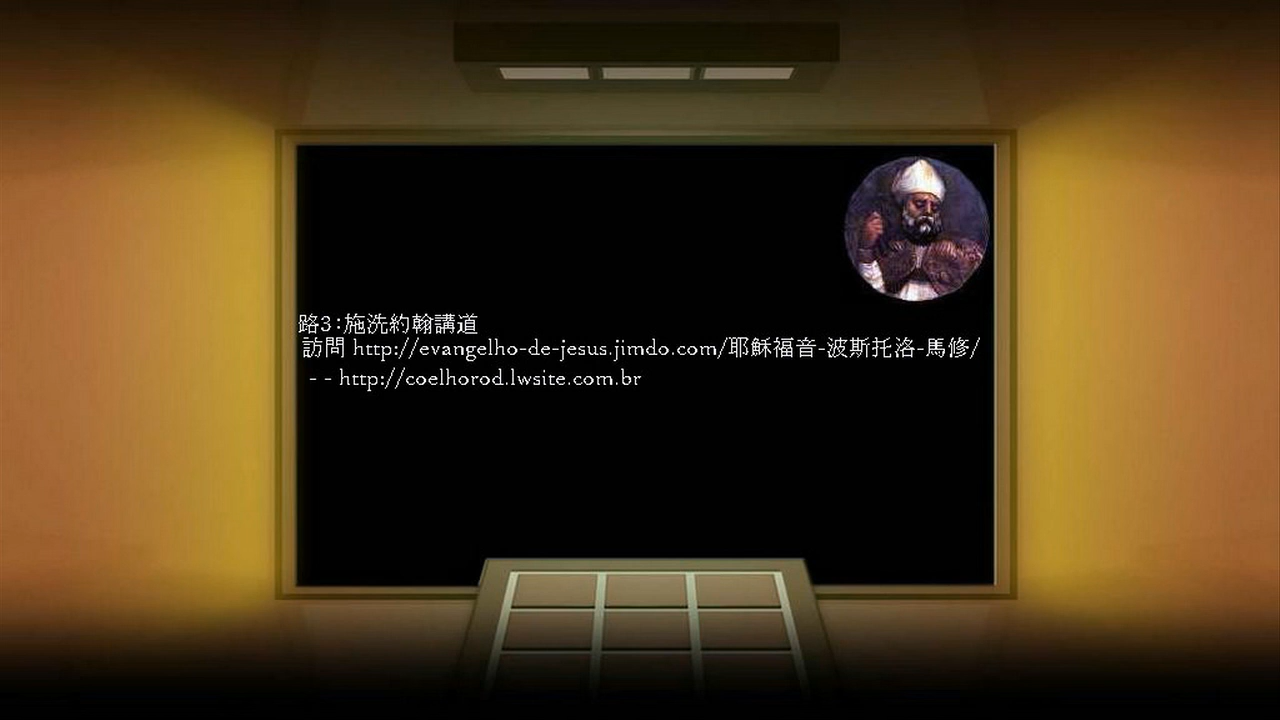 路3:施洗約翰講道
訪問 http://evangelho-de-jesus.jimdo.com/耶穌福音-波斯托洛-馬修/
- - http://coelhorod.lwsite.com.br